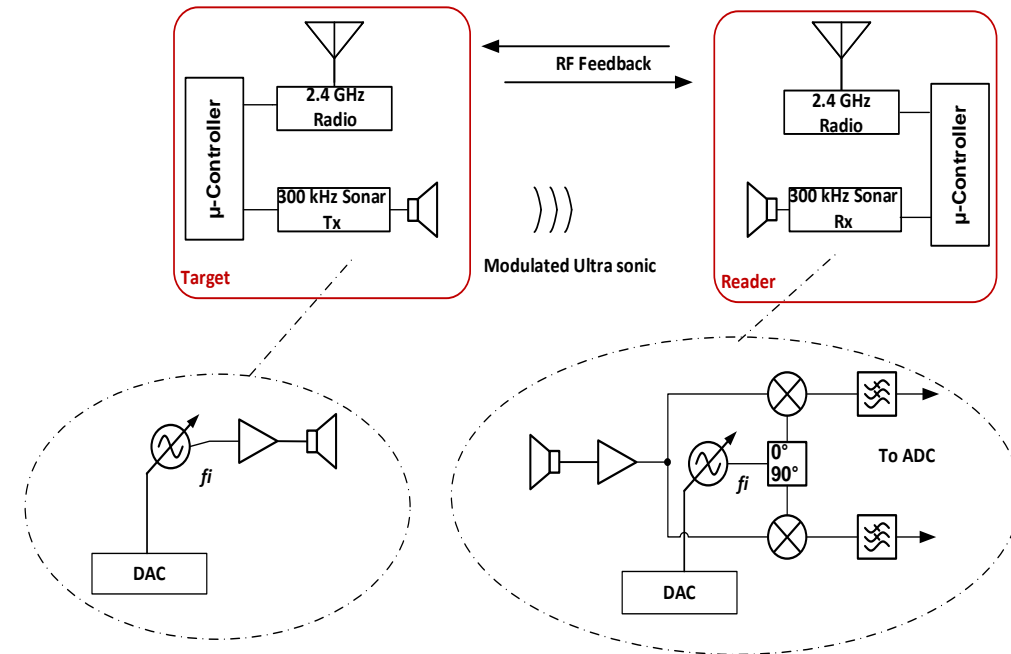 RF Feedback
2.4 GHz
Radio
µ-Controller
300 kHz Sonar
Tx
Target
Modulated Ultra sonic
2.4 GHz
Radio
µ-Controller
300 kHz Sonar
Rx
Reader
fi
DAC
fi
0°
90°
To ADC
DAC